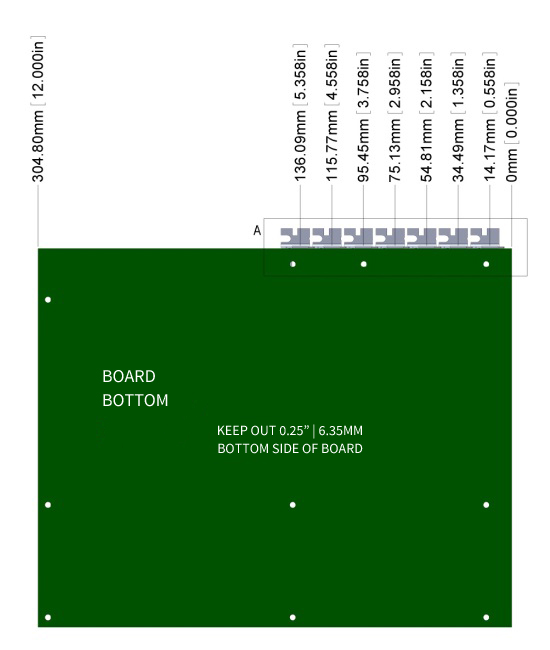 304.80mm [ 12.000in ]
136.09mm [ 5.358in ]
115.77mm [ 4.558in ]
95.45mm [ 3.758in ]
75.13mm [ 2.958in ]
54.81mm [ 2.158in ]
34.49mm [ 1.358in ]
14.17mm [ 0.558in ]
0mm [ 0.000in ]
A
BOARD
BOTTOM
KEEP OUT 0.25” | 6.35MM
BOTTOM SIDE OF BOARD